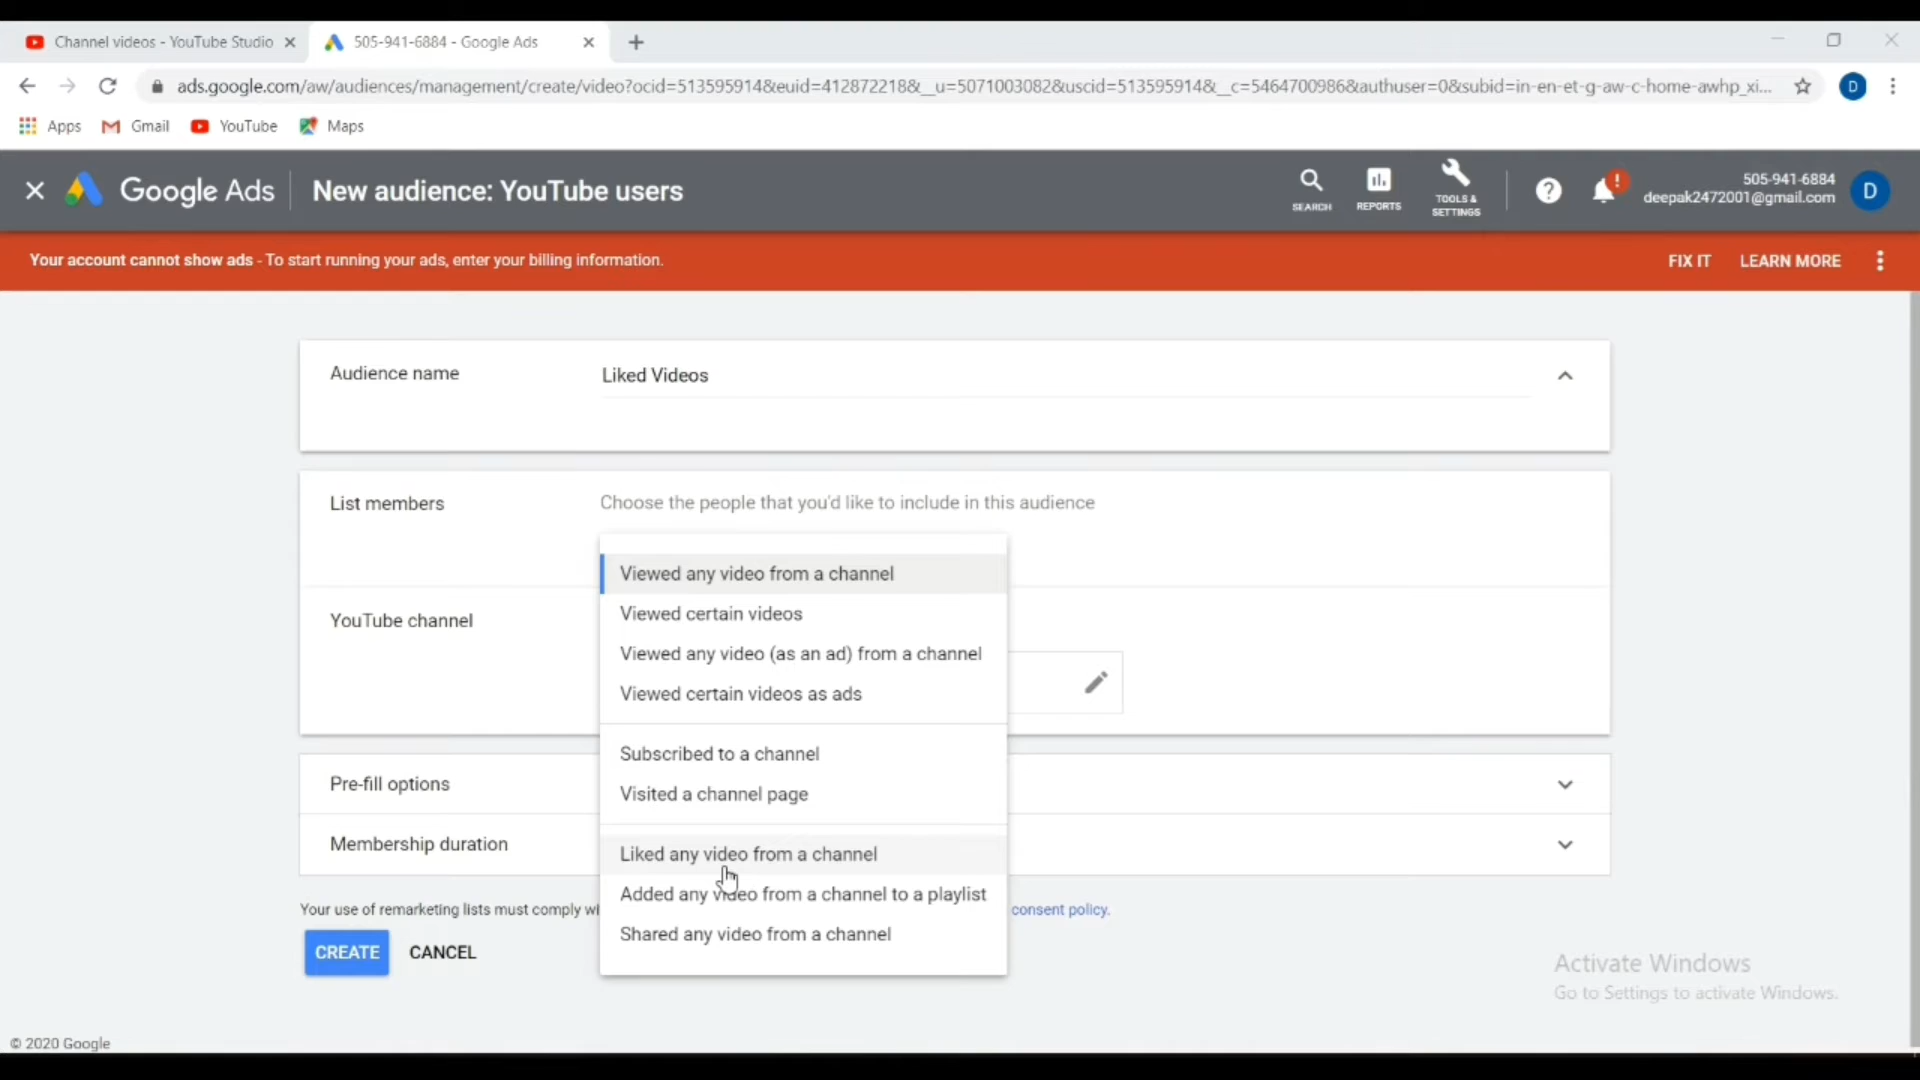 Channel videos - YouTube Studio
505-941-6884 - Google Ads
ads.google.com/aw/audiences/management/create/video?ocid=513595914&euid=412872218&__u=5071003082&uscid=513595914&__c=5464700986&authuser=0&subid=in-en-et-g-aw-c-home-awhp_xi...
D
Apps
Gmail
YouTube
Maps
Google Ads
New audience: YouTube users
SEARCH
REPORTS
TOOLS &
SETTINGS
505-941-6884
deepak2472001@gmail.com
D
Your account cannot show ads - To start running your ads, enter your billing information.
FIX IT
LEARN MORE
Audience name
Liked Videos
List members
Choose the people that you'd like to include in this audience
Viewed any video from a channel
Viewed certain videos
YouTube channel
Viewed any video (as an ad) from a channel
Viewed certain videos as ads
Subscribed to a channel
Pre-fill options
Visited a channel page
Membership duration
Liked any video from a channel
Added any video from a channel to a playlist
Your use of remarketing lists must comply wi
consent policy.
Shared any video from a channel
CREATE
CANCEL
Activate Windows
Go to Settings to activate Windows.
© 2020 Google